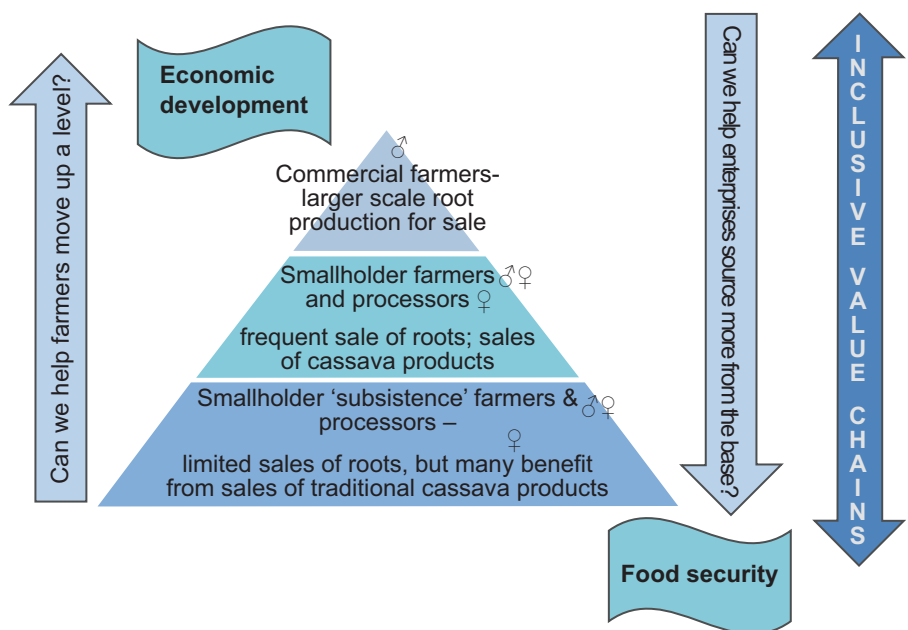 Economic
development
Can we help farmers move up a level?
♂
Commercial farmers-
larger scale root
production for sale
Smallholder farmers ♂♀
and processors ♀
frequent sale of roots; sales
of cassava products
Smallholder ‘subsistence’ farmers & ♂♀
processors –
♀
limited sales of roots, but many benefit
from sales of traditional cassava products
Can we help enterprises source more from the base?
INCLUSIVE VALUE CHAINS
Food security